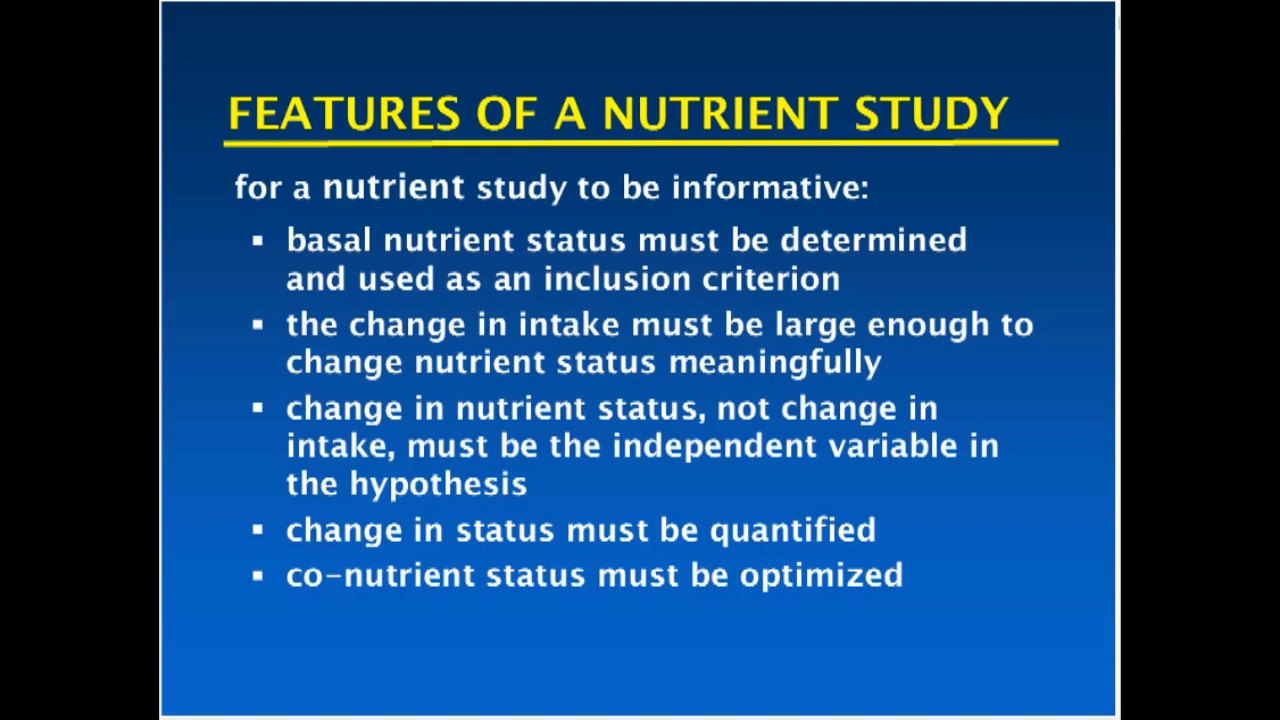 FEATURES OF A NUTRIENT STUDY
for a nutrient study to be informative:
▪ basal nutrient status must be determined
and used as an inclusion criterion
▪ the change in intake must be large enough to
change nutrient status meaningfully
▪ change in nutrient status, not change in
intake, must be the independent variable in
the hypothesis
▪ change in status must be quantified
▪ co-nutrient status must be optimized